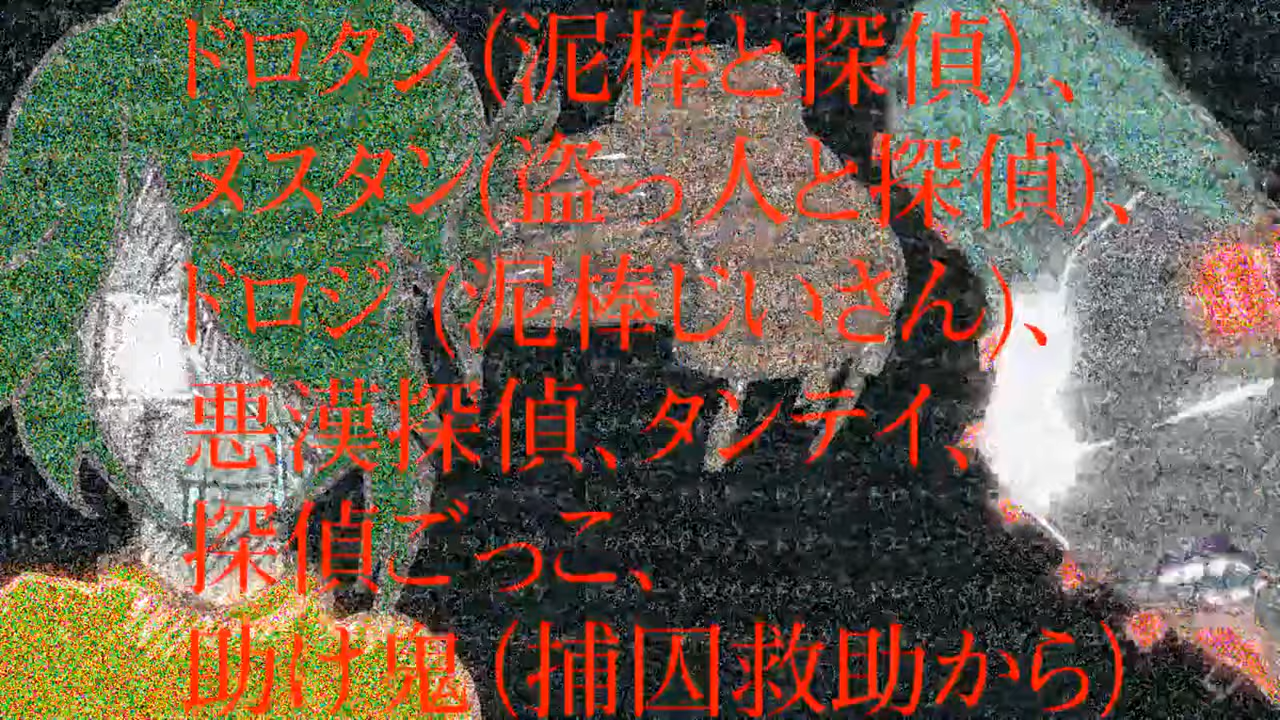 ドロタン（泥棒と探偵）、
ヌスタン(盗っ人と探偵)、
ドロジ (泥棒じいさん)、
悪漢探偵、タンテイ、
探偵ごっこ、
助け鬼（捕囚救助から）